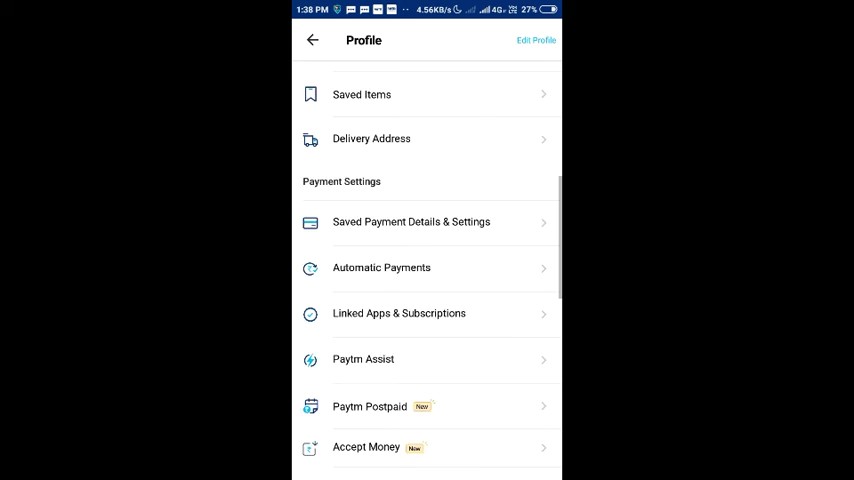 1:38 PM 4.56KB/s 4G 27%
Profile Edit Profile
Saved Items
Delivery Address
Payment Settings
Saved Payment Details & Settings
Automatic Payments
Linked Apps & Subscriptions
Paytm Assist
Paytm Postpaid New
Accept Money New